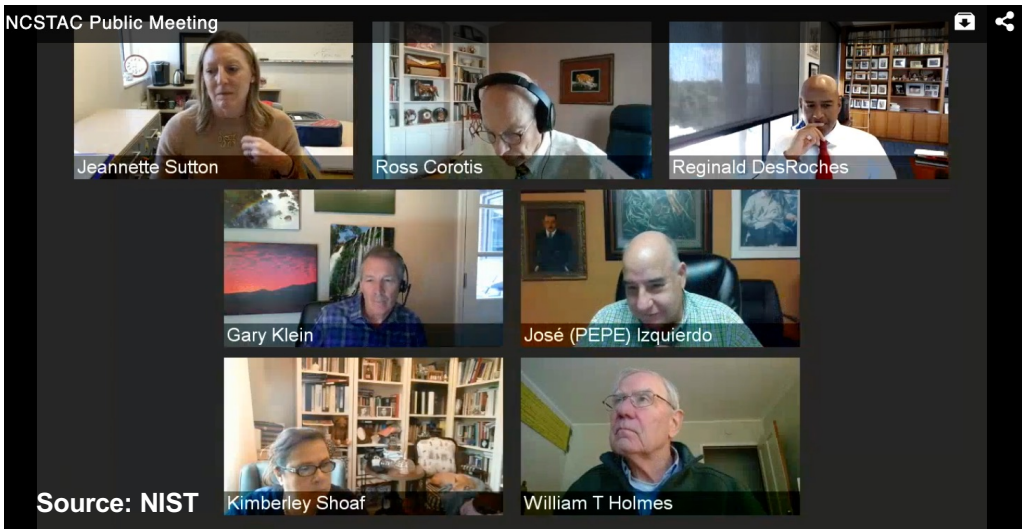 NCSTAC Public Meeting
Jeannette Sutton
Ross Corotis
Reginald DesRoches
Gary Klein
José (PEPE) Izquierdo
Kimberley Shoaf
William T Holmes
Source: NIST